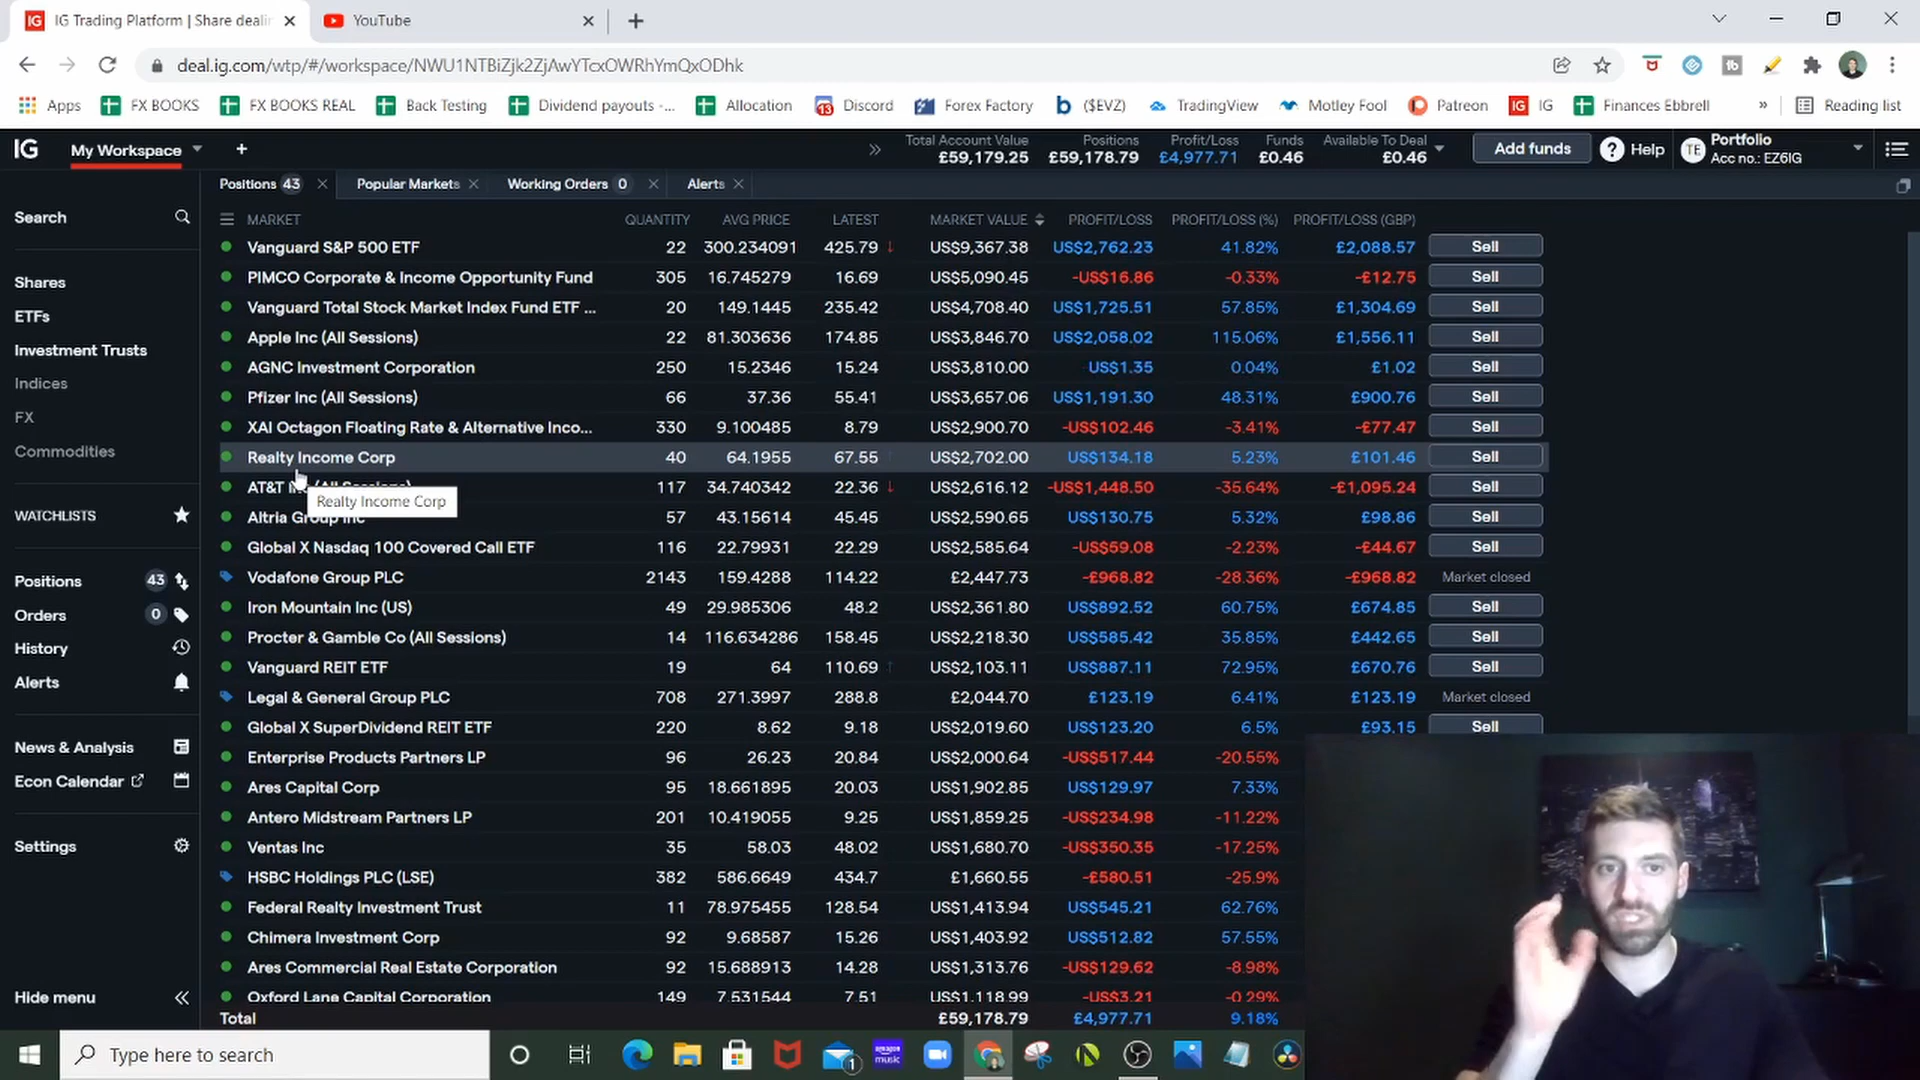 IG Trading Platform | Share dealin
YouTube
deal.ig.com/wtp/#/workspace/NWU1NTBiZjk2ZjAwYTcxOWRhYmQxODhk
Apps FX BOOKS FX BOOKS REAL Back Testing Dividend payouts -... Allocation Discord Forex Factory ($EVZ) TradingView Motley Fool Patreon IG Finances Ebbrell » Reading list
IG My Workspace + Total Account Value £59,179.25 Positions £59,178.79 Profit/Loss £4,977.71 Funds £0.46 Available To Deal £0.46 Add funds Help TE Portfolio Acc no.: EZ6IG
Positions 43 Popular Markets Working Orders 0 Alerts
Search
Shares
ETFs
Investment Trusts
Indices
FX
Commodities
WATCHLISTS
Positions 43
Orders 0
History
Alerts
News & Analysis
Econ Calendar
Settings
Hide menu
MARKET QUANTITY AVG PRICE LATEST MARKET VALUE PROFIT/LOSS PROFIT/LOSS (%) PROFIT/LOSS (GBP)
Vanguard S&P 500 ETF 22 300.234091 425.79 US$9,367.38 US$2,762.23 41.82% £2,088.57 Sell
PIMCO Corporate & Income Opportunity Fund 305 16.745279 16.69 US$5,090.45 -US$16.86 -0.33% -£12.75 Sell
Vanguard Total Stock Market Index Fund ETF ... 20 149.1445 235.42 US$4,708.40 US$1,725.51 57.85% £1,304.69 Sell
Apple Inc (All Sessions) 22 81.303636 174.85 US$3,846.70 US$2,058.02 115.06% £1,556.11 Sell
AGNC Investment Corporation 250 15.2346 15.24 US$3,810.00 US$1.35 0.04% £1.02 Sell
Pfizer Inc (All Sessions) 66 37.36 55.41 US$3,657.06 US$1,191.30 48.31% £900.76 Sell
XAI Octagon Floating Rate & Alternative Inco... 330 9.100485 8.79 US$2,900.70 -US$102.46 -3.41% -£77.47 Sell
Realty Income Corp 40 64.1955 67.55 US$2,702.00 US$134.18 5.23% £101.46 Sell
AT&T Inc (All Sessions) 117 34.740342 22.36 US$2,616.12 -US$1,448.50 -35.64% -£1,095.24 Sell
Realty Income Corp
Altria Group Inc 57 43.15614 45.45 US$2,590.65 US$130.75 5.32% £98.86 Sell
Global X Nasdaq 100 Covered Call ETF 116 22.79931 22.29 US$2,585.64 -US$59.08 -2.23% -£44.67 Sell
Vodafone Group PLC 2143 159.4288 114.22 £2,447.73 -£968.82 -28.36% -£968.82 Market closed
Iron Mountain Inc (US) 49 29.985306 48.2 US$2,361.80 US$892.52 60.75% £674.85 Sell
Procter & Gamble Co (All Sessions) 14 116.634286 158.45 US$2,218.30 US$585.42 35.85% £442.65 Sell
Vanguard REIT ETF 19 64 110.69 US$2,103.11 US$887.11 72.95% £670.76 Sell
Legal & General Group PLC 708 271.3997 288.8 £2,044.70 £123.19 6.41% £123.19 Market closed
Global X SuperDividend REIT ETF 220 8.62 9.18 US$2,019.60 US$123.20 6.5% £93.15 Sell
Enterprise Products Partners LP 96 26.23 20.84 US$2,000.64 -US$517.44 -20.55%
Ares Capital Corp 95 18.661895 20.03 US$1,902.85 US$129.97 7.33%
Antero Midstream Partners LP 201 10.419055 9.25 US$1,859.25 -US$234.98 -11.22%
Ventas Inc 35 58.03 48.02 US$1,680.70 -US$350.35 -17.25%
HSBC Holdings PLC (LSE) 382 586.6649 434.7 £1,660.55 -£580.51 -25.9%
Federal Realty Investment Trust 11 78.975455 128.54 US$1,413.94 US$545.21 62.76%
Chimera Investment Corp 92 9.68587 15.26 US$1,403.92 US$512.82 57.55%
Ares Commercial Real Estate Corporation 92 15.688913 14.28 US$1,313.76 -US$129.62 -8.98%
Oxford Lane Capital Corporation 149 7.531544 7.51 US$1,118.99 -US$3.21 -0.29%
Total £59,178.79 £4,977.71 9.18%
Type here to search